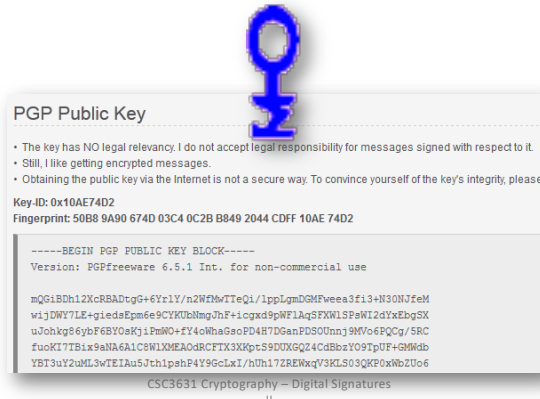 PGP Public Key
• The key has NO legal relevancy. I do not accept legal responsibility for messages signed with respect to it.
• Still, I like getting encrypted messages.
• Obtaining the public key via the Internet is not a secure way. To convince yourself of the key's integrity, please
Key-ID: 0x10AE74D2
Fingerprint: 50B8 9A90 674D 03C4 0C2B B849 2044 CDFF 10AE 74D2
-----BEGIN PGP PUBLIC KEY BLOCK-----
Version: PGPfreeware 6.5.1 Int. for non-commercial use
mQGiBDh12XcRBADtgG+6YrlY/n2WfMwTTeQi/lppLgmDGMFweea3fi3+N30NJfeM
wijDWY7LE+giedsEpm6e9CYKUbNmgJhF+icgxd9pWFlAqSFXWlSPsWI2dYxEbgSX
uJohkg86ybF6BYOsKjiPmWO+fY4oWhaGsoPD4H7DGanPDSOUnnj9MVo6PQCg/5RC
fuoKI7TBix9aNA6A1C8WlXMEAOdRCFTX3XKptS9DUXGQZ4CdBbzYO9TpUF+GMWdb
YBT3uY2uML3wTEIAu5Jth1pshP4Y9GcLxI/hUh17ZREWxqV3KLS03QKP0xWbZUo6
CSC3631 Cryptography – Digital Signatures